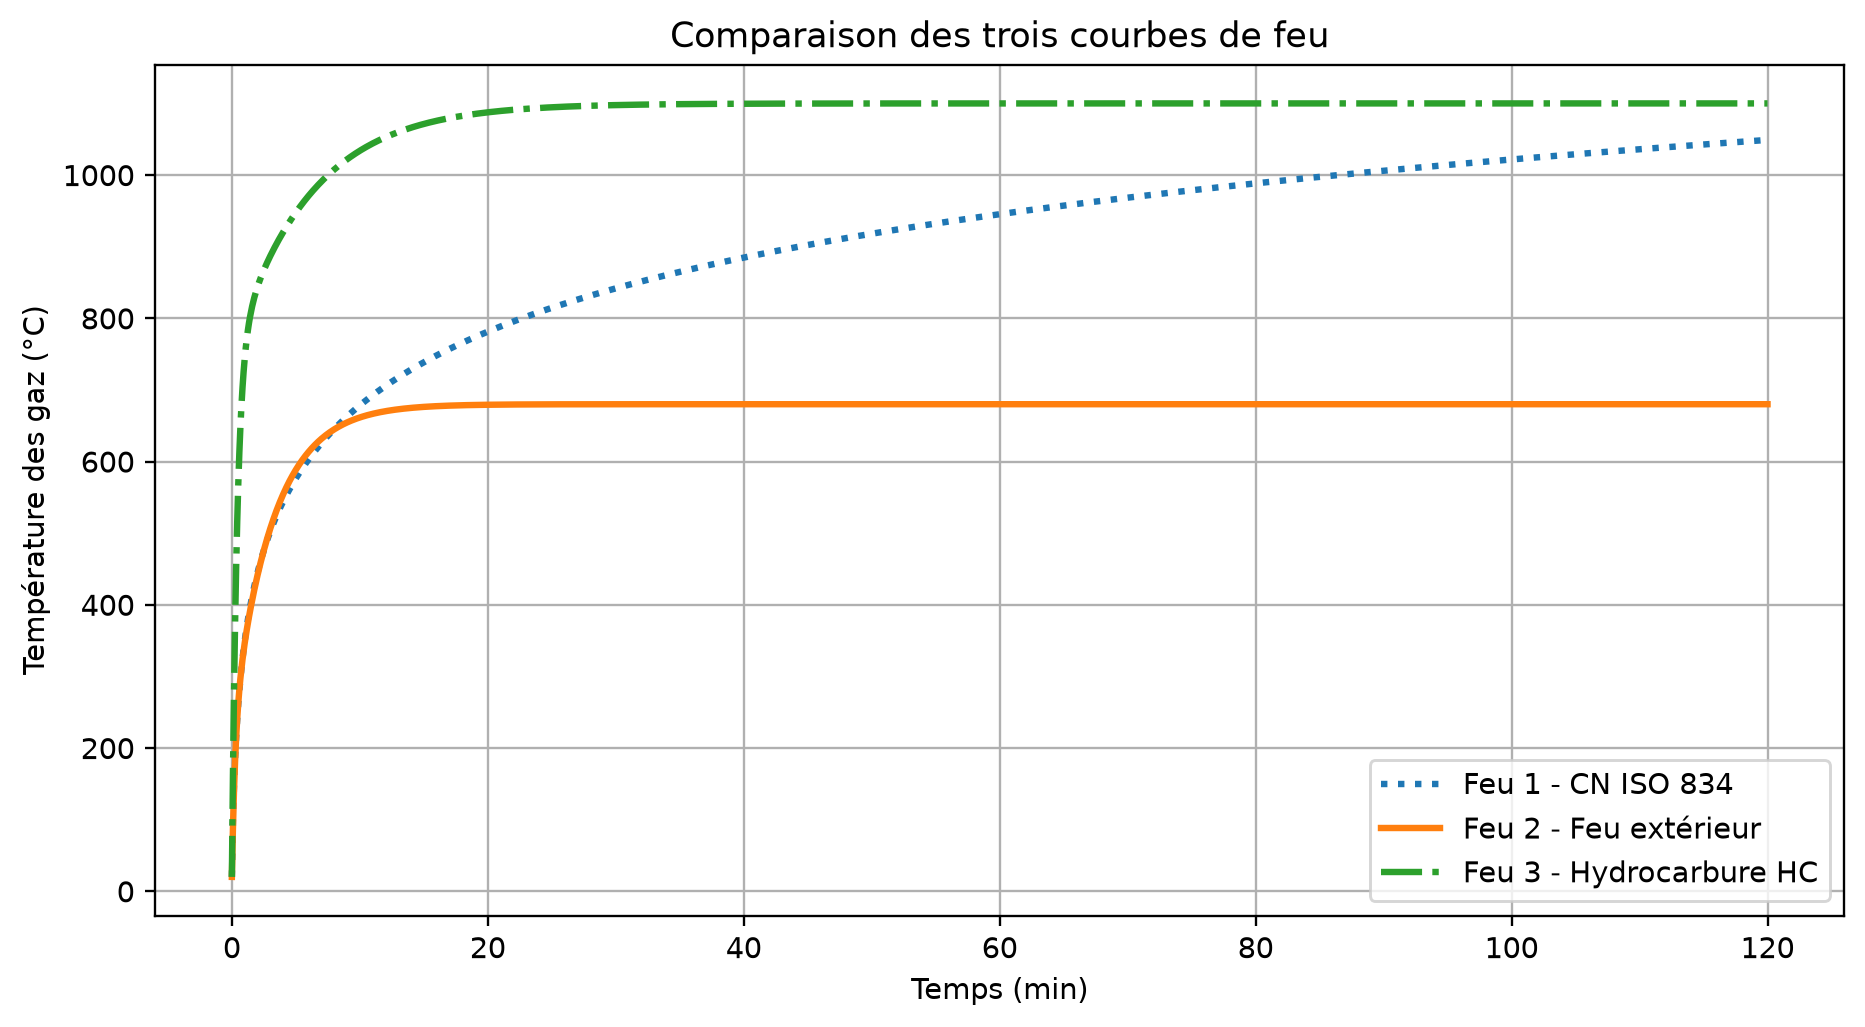 Comparaison des trois courbes de feu
Température des gaz (°C)
1000
800
600
400
200
0
0 20 40 60 80 100 120
Temps (min)
Feu 1 - CN ISO 834
Feu 2 - Feu extérieur
Feu 3 - Hydrocarbure HC